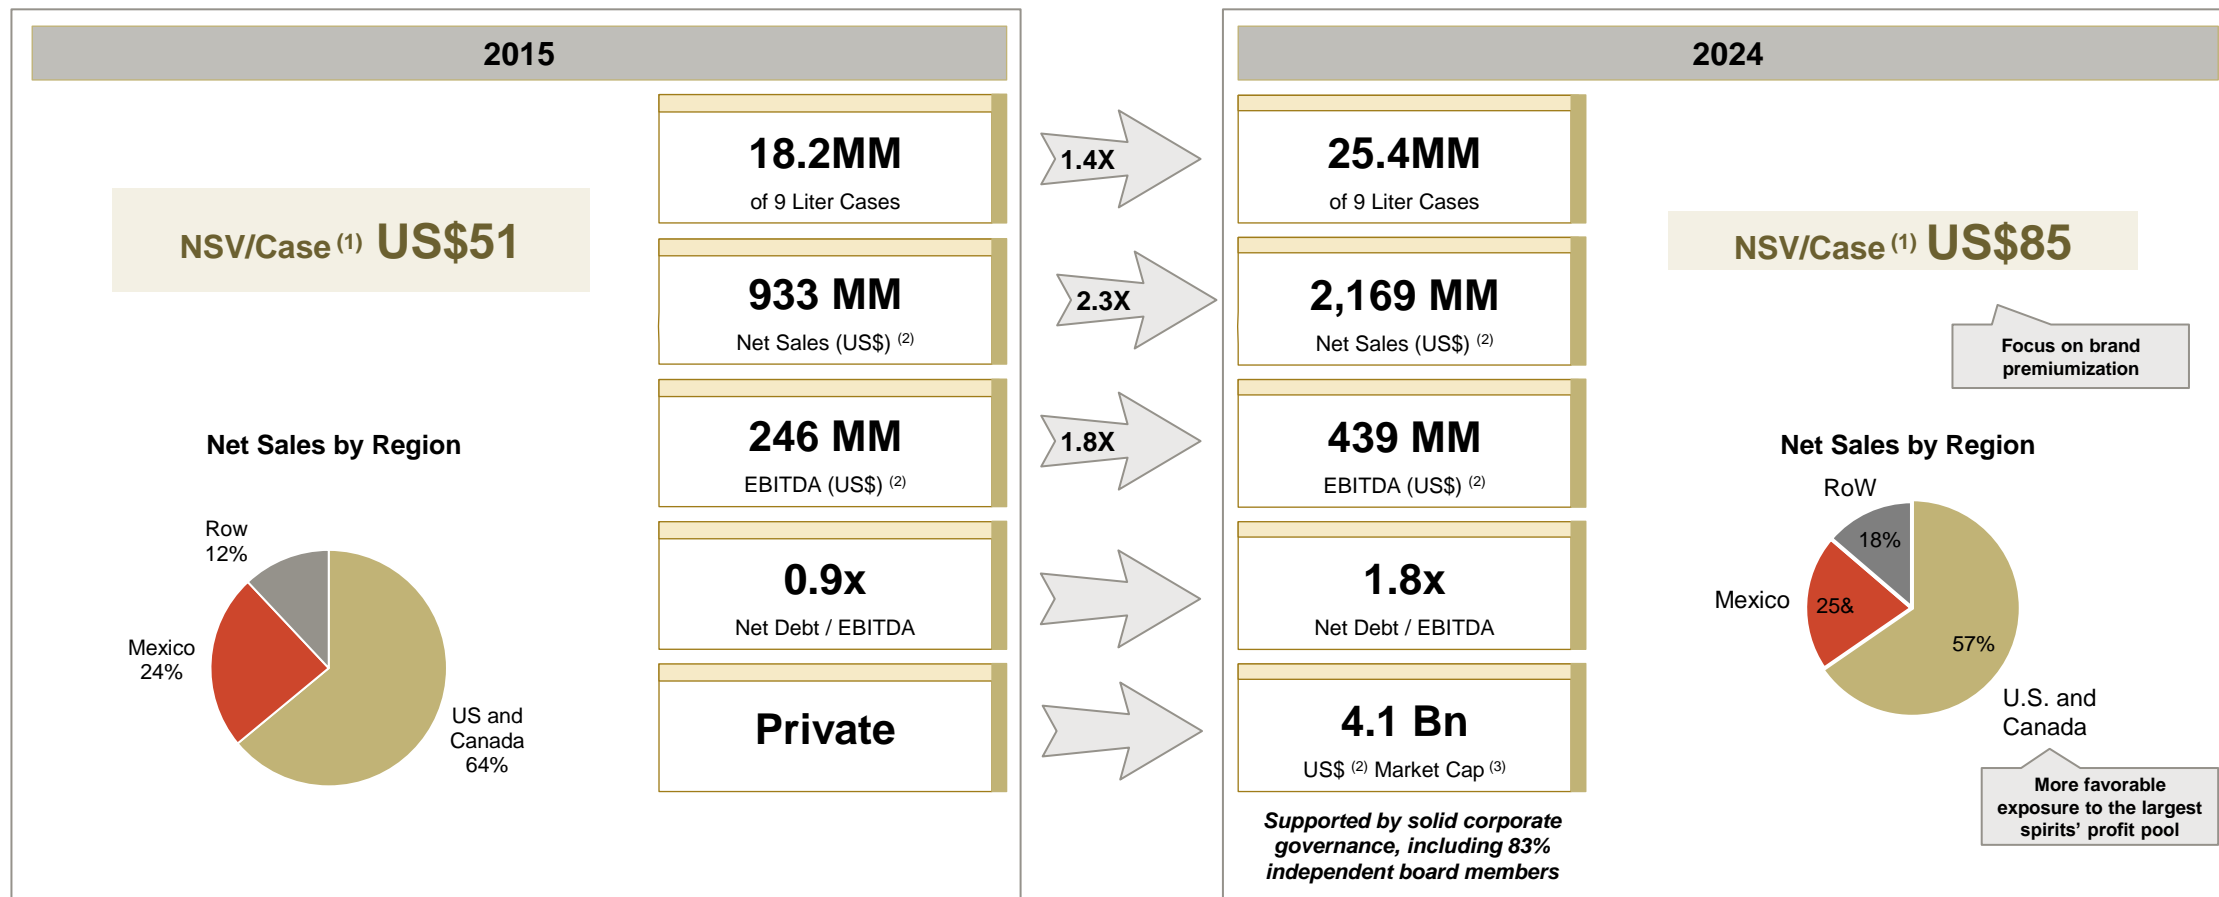 2015
NSV/Case (1) US$51
Net Sales by Region
Row
12%
Mexico
24%
US and
Canada
64%
18.2MM
of 9 Liter Cases
933 MM
Net Sales (US$) (2)
246 MM
EBITDA (US$) (2)
0.9x
Net Debt / EBITDA
Private
1.4X
2.3X
1.8X
2024
25.4MM
of 9 Liter Cases
2,169 MM
Net Sales (US$) (2)
439 MM
EBITDA (US$) (2)
1.8x
Net Debt / EBITDA
4.1 Bn
US$ (2) Market Cap (3)
Supported by solid corporate
governance, including 83%
independent board members
NSV/Case (1) US$85
Focus on brand
premiumization
Net Sales by Region
RoW
18%
Mexico
25&
57%
U.S. and
Canada
More favorable
exposure to the largest
spirits’ profit pool